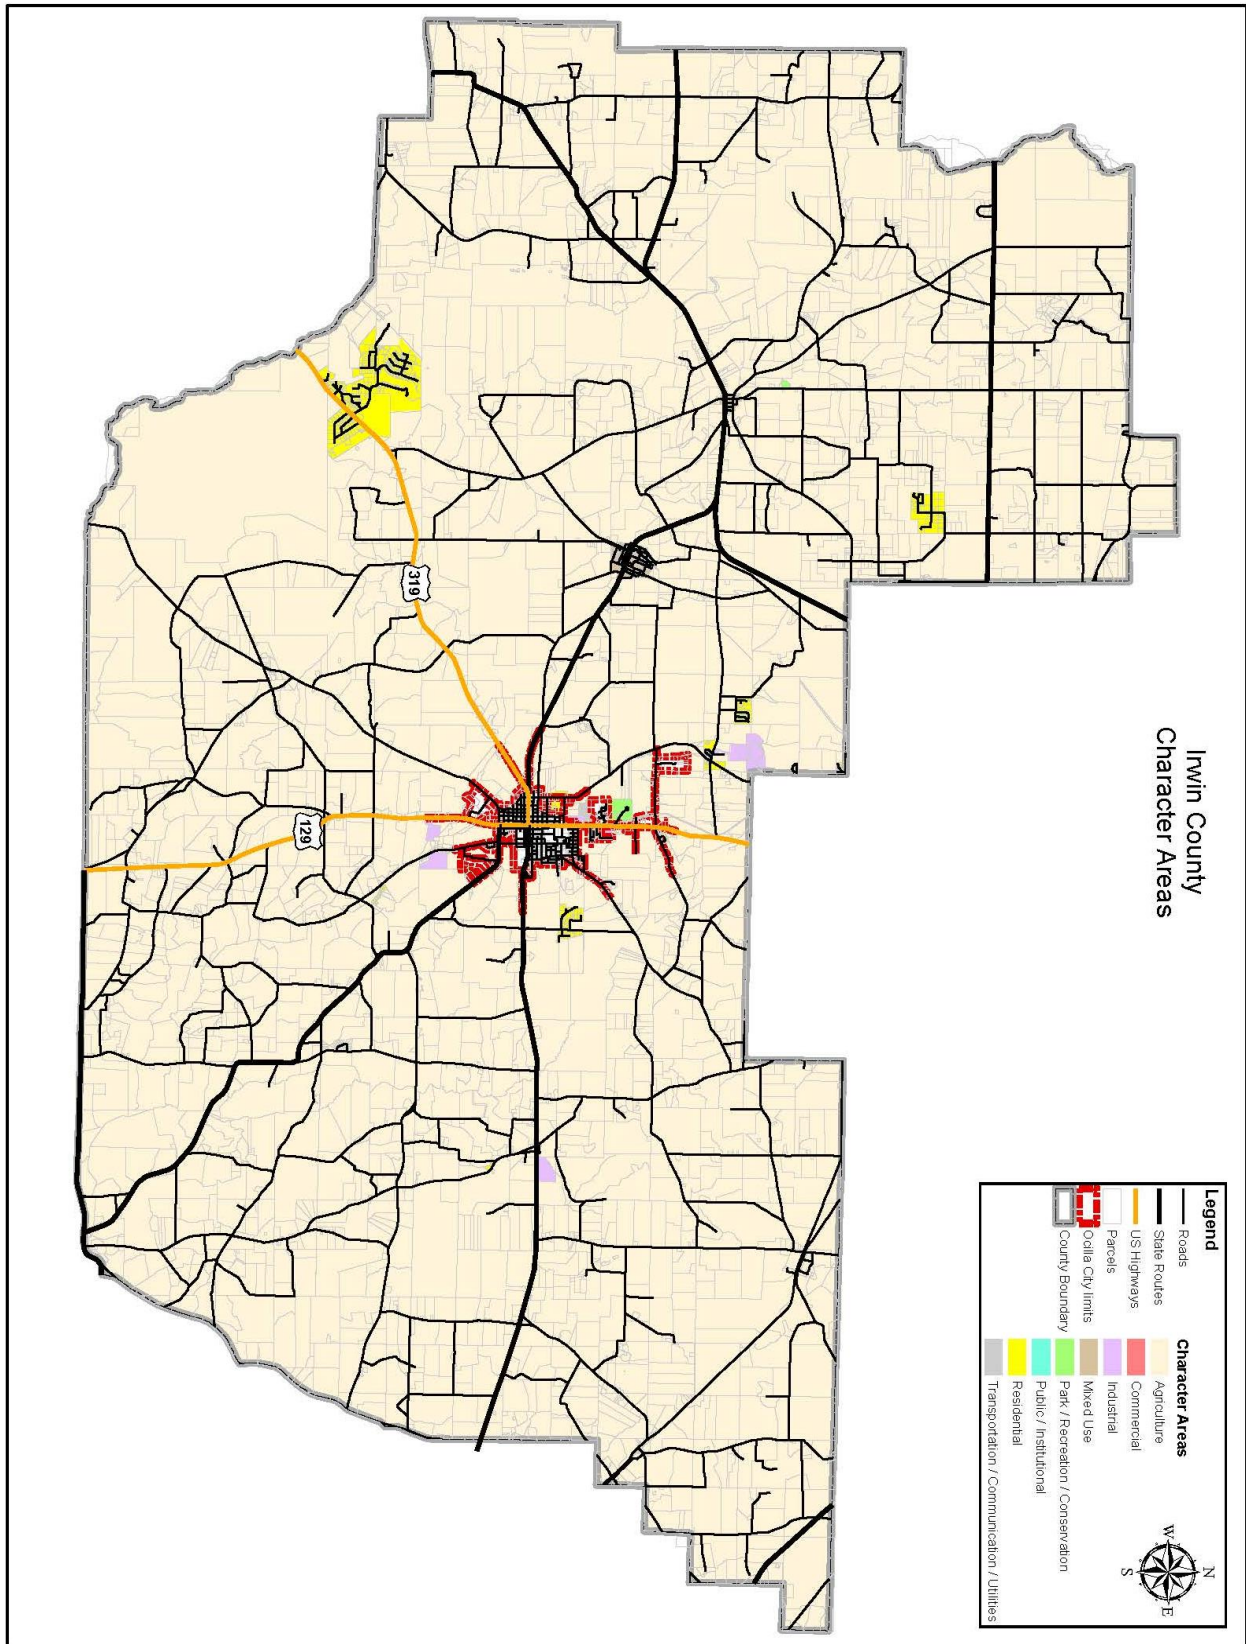 Irwin County
Character Areas
319
129
Legend
Roads
State Routes
US Highways
Parcels
Ocilla City limits
County Boundary
Character Areas
Agriculture
Commercial
Industrial
Mixed Use
Park / Recreation / Conservation
Public / Institutional
Residential
Transportation / Communication / Utilities
N
W
E
S